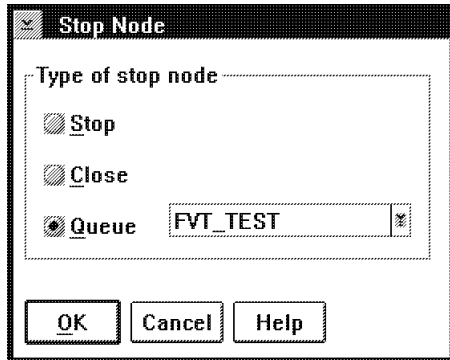 Stop Node
Type of stop node
Stop
Close
Queue FVT_TEST
OK Cancel Help